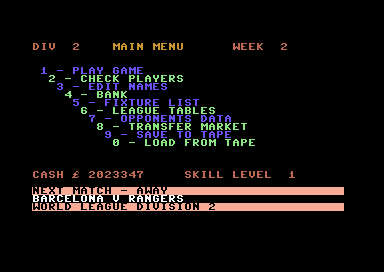 DIV 2 MAIN MENU WEEK 2
1 - PLAY GAME
2 - CHECK PLAYERS
3 - EDIT NAMES
4 - BANK
5 - FIXTURE LIST
6 - LEAGUE TABLES
7 - OPPONENTS DATA
8 - TRANSFER MARKET
9 - SAVE TO TAPE
0 - LOAD FROM TAPE
CASH £ 2023347 SKILL LEVEL 1
NEXT MATCH - AWAY
BARCELONA V RANGERS
WORLD LEAGUE DIVISION 2